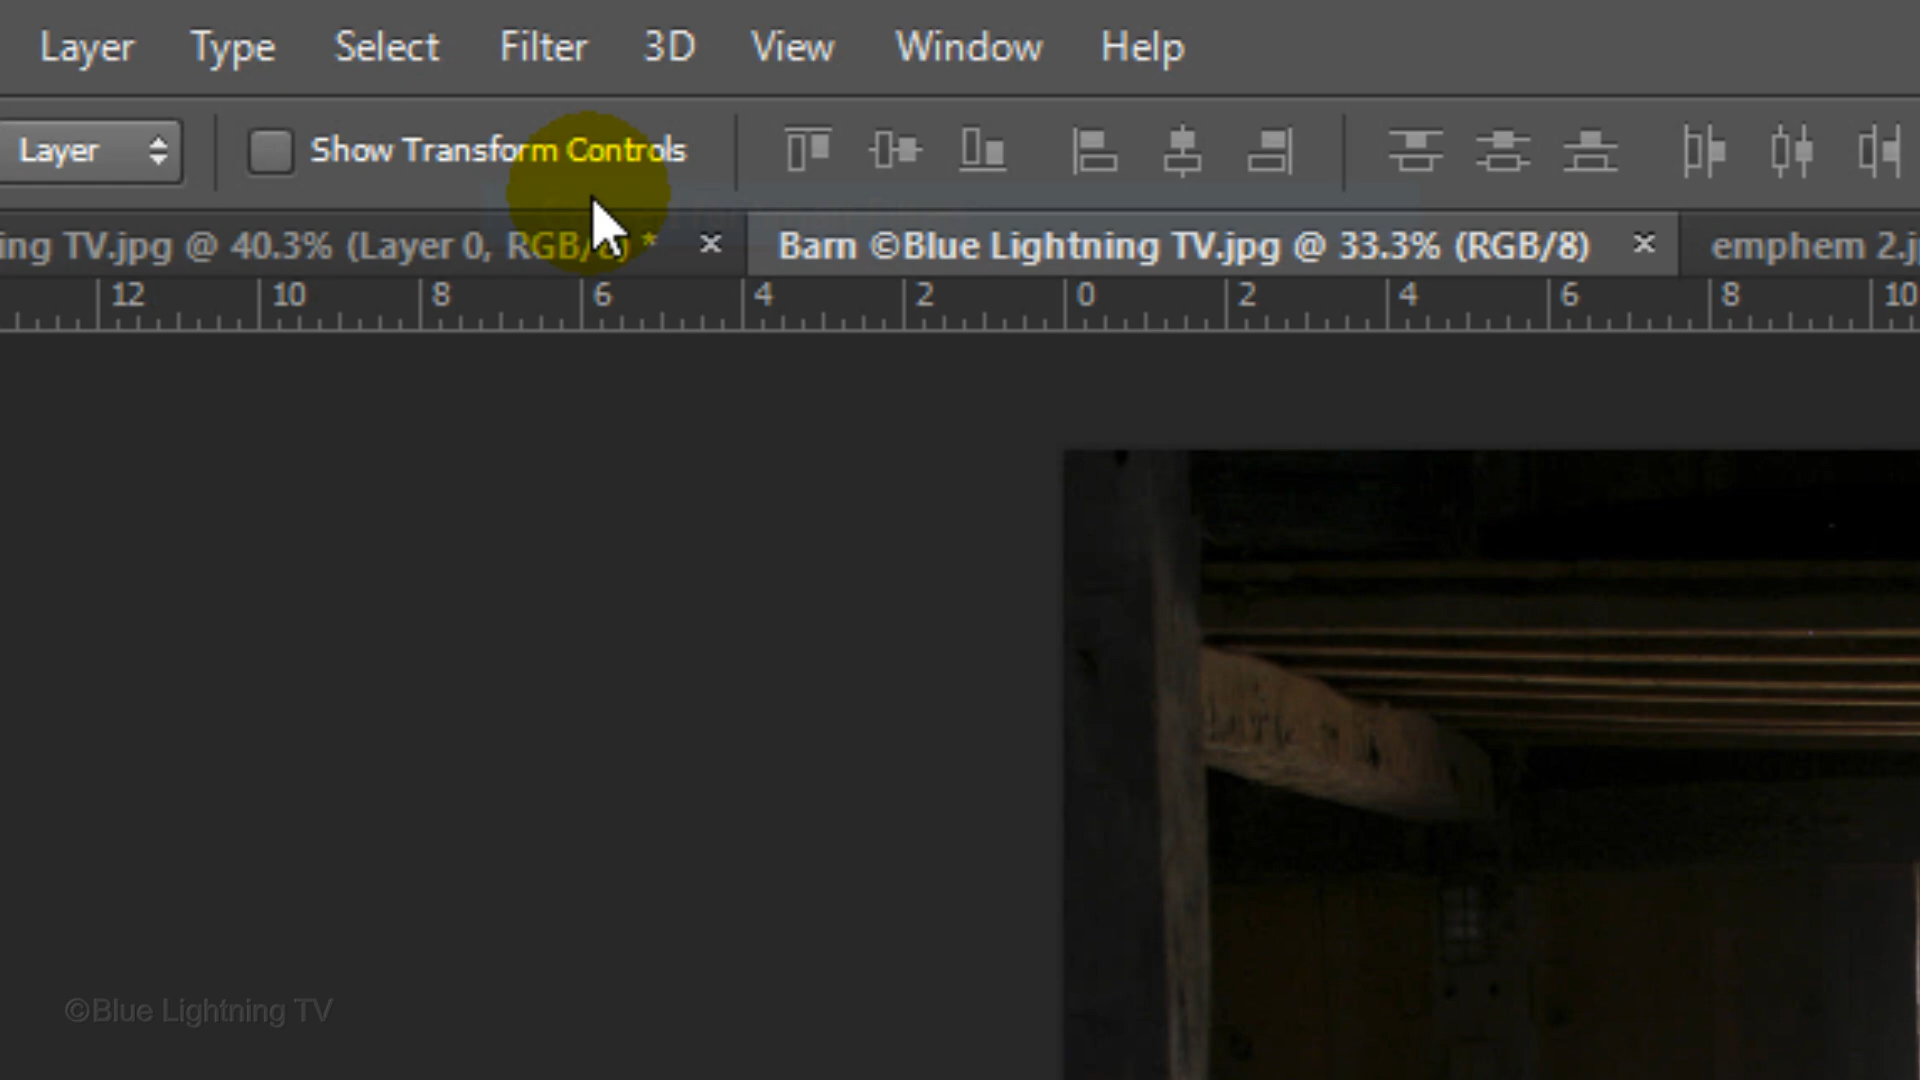 Layer Type Select Filter 3D View Window Help
Layer Show Transform Controls
ing TV.jpg @ 40.3% (Layer 0, RGB/8) * × Barn ©Blue Lightning TV.jpg @ 33.3% (RGB/8) × emphem 2.j
12 10 8 6 4 2 0 2 4 6 8 10
©Blue Lightning TV